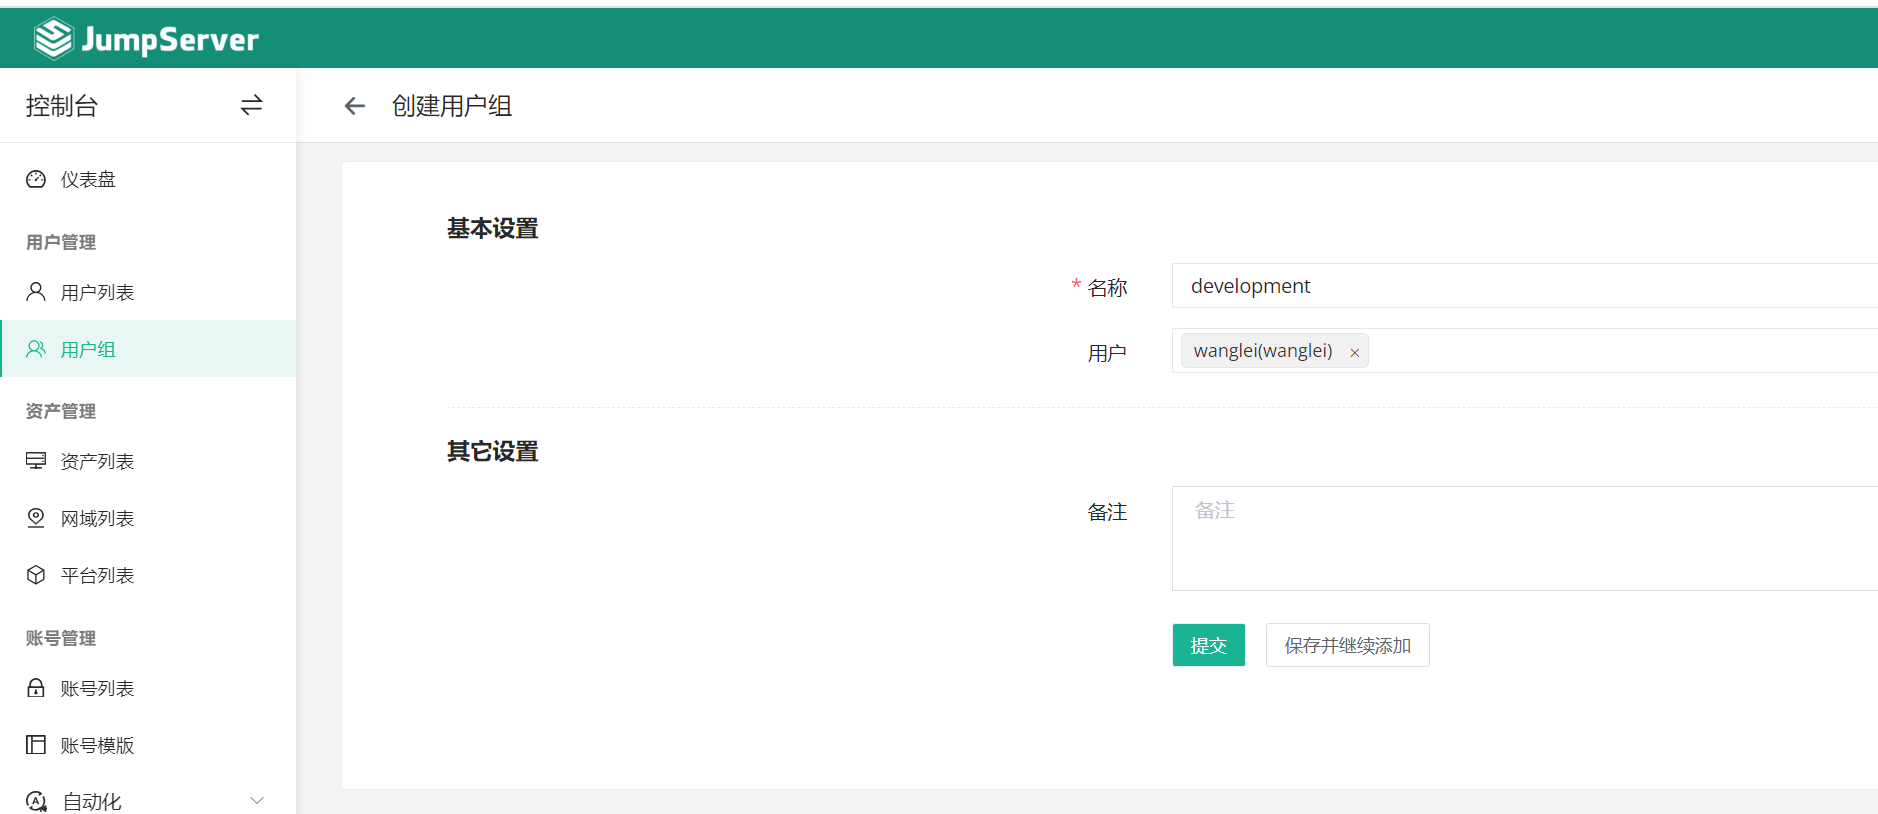 JumpServer
控制台
创建用户组
仪表盘
用户管理
用户列表
用户组
资产管理
资产列表
网域列表
平台列表
账号管理
账号列表
账号模版
自动化
基本设置
* 名称
development
用户
wanglei(wanglei) ×
其它设置
备注
备注
提交
保存并继续添加